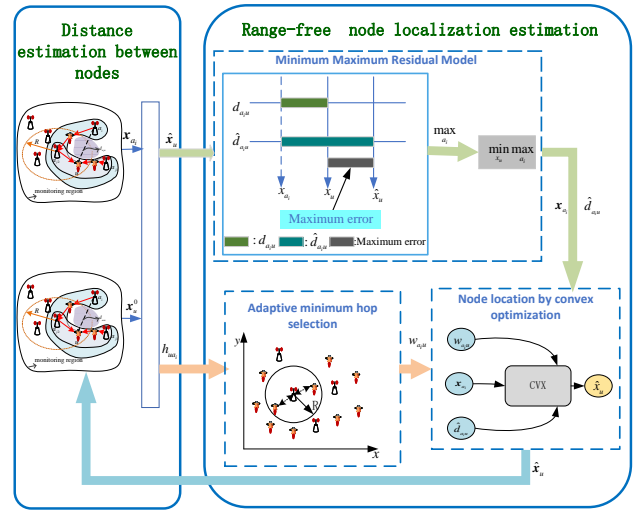 Distance
estimation between
nodes
Range-free node localization estimation
Minimum Maximum Residual Model
R
monitoring region
x_{a_i}
x̂_u
d_{a_i u}
d̂_{a_i u}
x_{a_i} x_u x̂_u
Maximum error
: d_{a_i u} : d̂_{a_i u} :Maximum error
max
a_i
min max
x_u a_i
x_{a_i} d̂_{a_i u}
R
monitoring region
x_u^0
h_{ua_i}
Adaptive minimum hop
selection
y
R
x
w_{a_i u}
Node location by convex
optimization
w_{a_i u}
x_{a_i}
d̂_{a_i u}
CVX
x̂_u
x̂_u